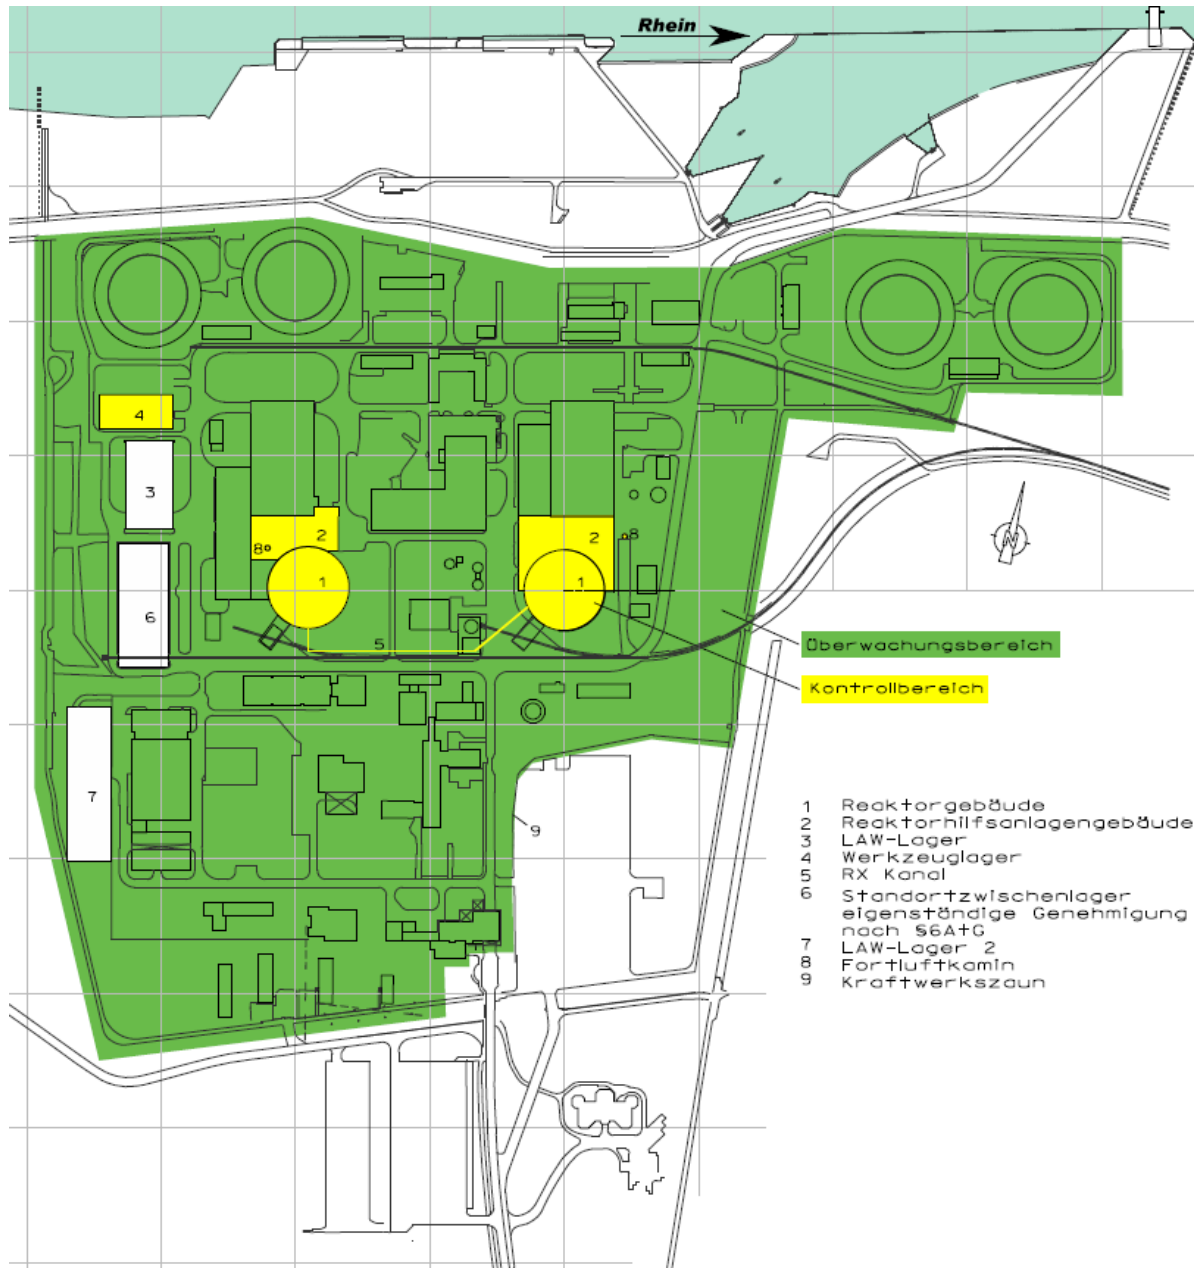 Rhein
4
3
2
8
2
8
1
1
P
6
5
7
9
N
Überwachungsbereich
Kontrollbereich
1 Reaktorgebäude
2 Reaktorhilfsanlagengebäude
3 LAW-Lager
4 Werkzeuglager
5 RX Kanal
6 Standortzwischenlager
eigenständige Genehmigung
nach §6AtG
7 LAW-Lager 2
8 Fortluftkamin
9 Kraftwerkszaun